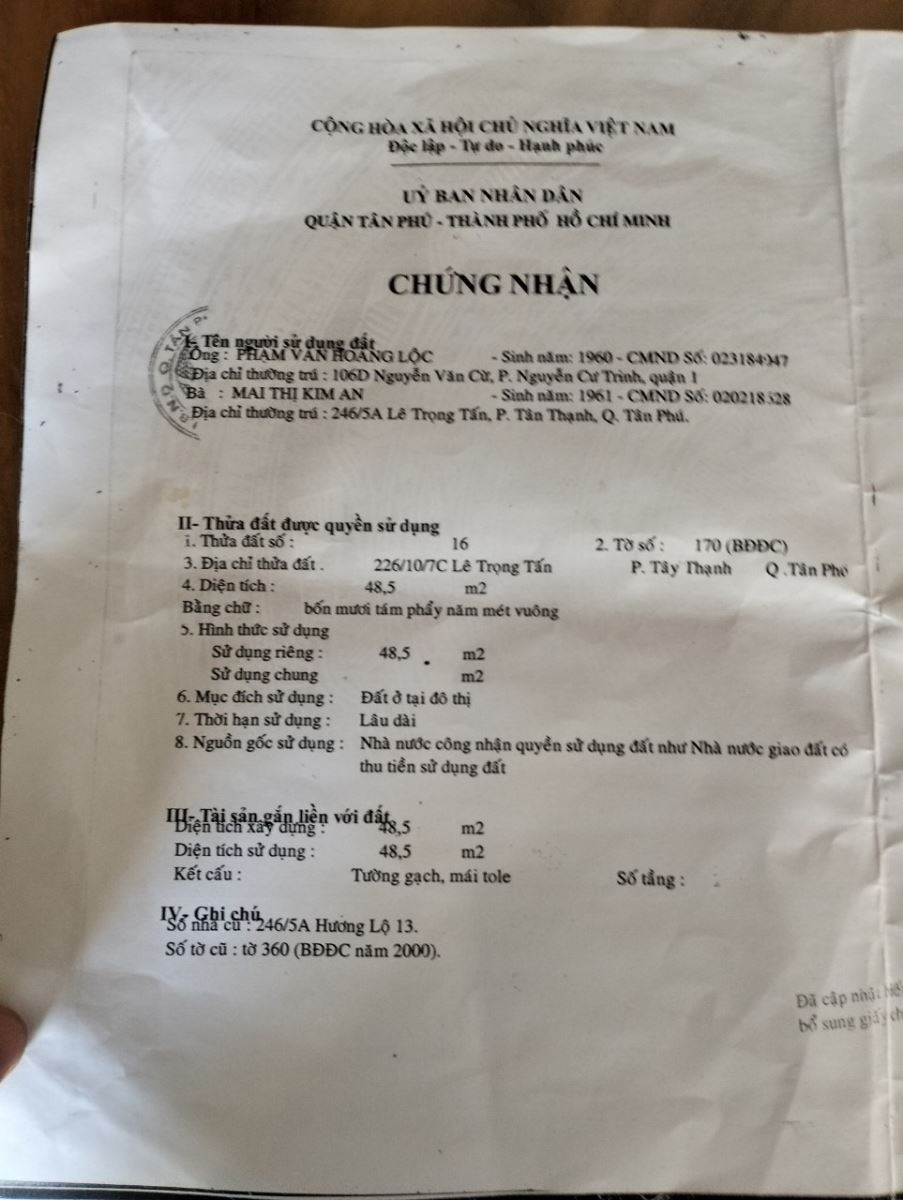 CỘNG HÒA XÃ HỘI CHỦ NGHĨA VIỆT NAM
Độc lập - Tự do - Hạnh phúc
UỶ BAN NHÂN DÂN
QUẬN TÂN PHÚ - THÀNH PHỐ HỒ CHÍ MINH
CHỨNG NHẬN
I- Tên người sử dụng đất
Ông : PHẠM VĂN HOÀNG LỘC - Sinh năm: 1960 - CMND Số: 023184947
Địa chỉ thường trú : 106D Nguyễn Văn Cừ, P. Nguyễn Cư Trinh, quận 1
Bà : MAI THỊ KIM AN - Sinh năm: 1961 - CMND Số: 020218528
Địa chỉ thường trú : 246/5A Lê Trọng Tấn, P. Tân Thạnh, Q. Tân Phú.
II- Thửa đất được quyền sử dụng
1. Thửa đất số : 16 2. Tờ số : 170 (BĐĐC)
3. Địa chỉ thửa đất . 226/10/7C Lê Trọng Tấn P. Tây Thạnh Q .Tân Phú
4. Diện tích : 48,5 m2
Bằng chữ : bốn mươi tám phẩy năm mét vuông
5. Hình thức sử dụng
Sử dụng riêng : 48,5 m2
Sử dụng chung m2
6. Mục đích sử dụng : Đất ở tại đô thị
7. Thời hạn sử dụng : Lâu dài
8. Nguồn gốc sử dụng : Nhà nước công nhận quyền sử dụng đất như Nhà nước giao đất có
thu tiền sử dụng đất
III- Tài sản gắn liền với đất
Diện tích xây dựng : 48,5 m2
Diện tích sử dụng : 48,5 m2
Kết cấu : Tường gạch, mái tole Số tầng :
IV- Ghi chú
Số nhà cũ : 246/5A Hương Lộ 13.
Số tờ cũ : tờ 360 (BĐĐC năm 2000).
Đã cập nhật
bổ sung giấy